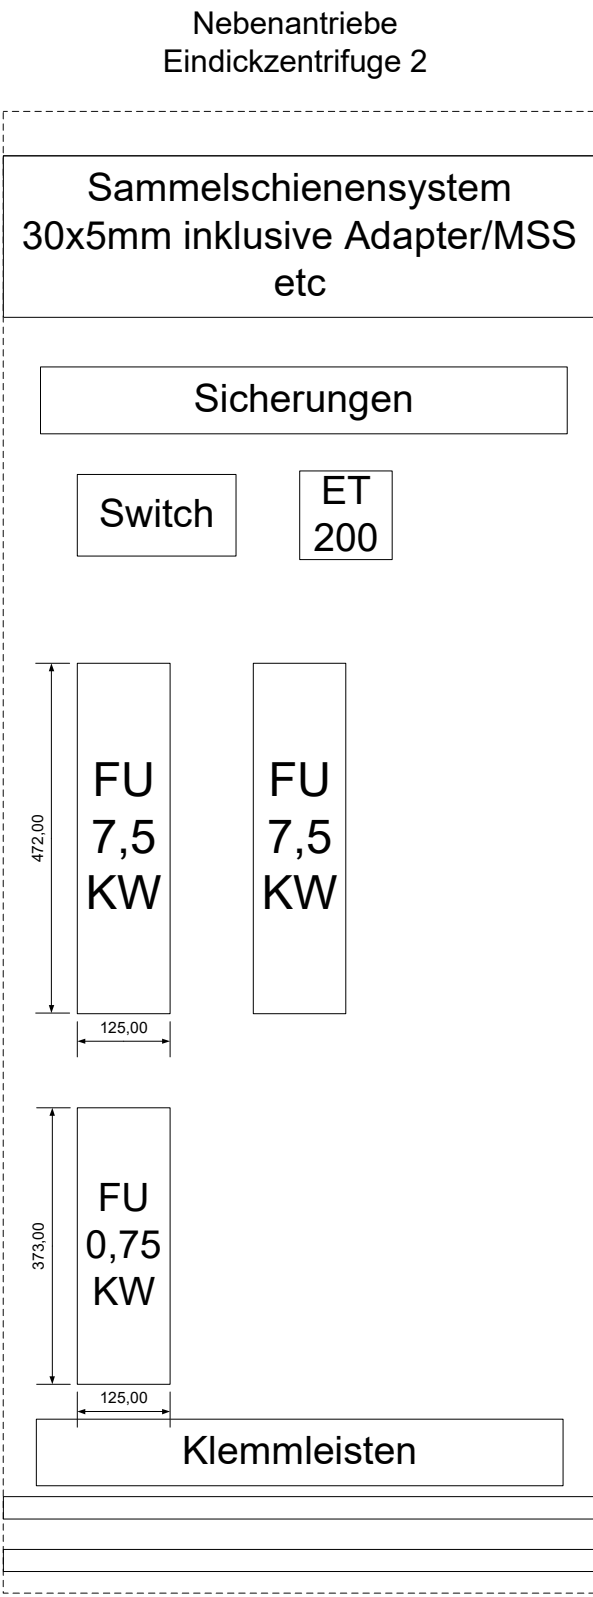 Nebenantriebe
Eindickzentrifuge 2
Sammelschienensystem
30x5mm inklusive Adapter/MSS
etc
Sicherungen
Switch
ET
200
FU
7,5
KW
FU
7,5
KW
472,00
125,00
FU
0,75
KW
373,00
125,00
Klemmleisten